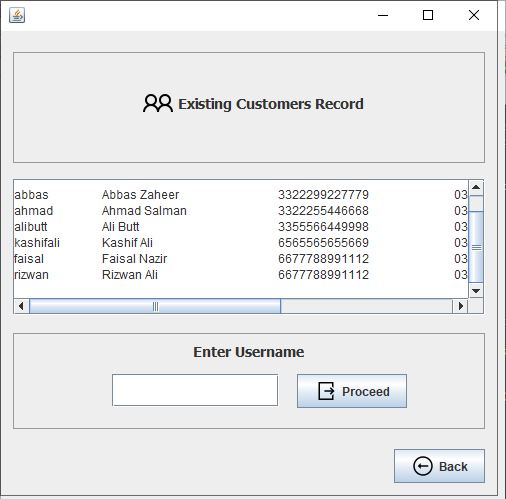 Existing Customers Record
abbas Abbas Zaheer 3322299227779 03
ahmad Ahmad Salman 3322255446668 03
alibutt Ali Butt 3355566449998 03
kashifali Kashif Ali 6565565655669 03
faisal Faisal Nazir 6677788991112 03
rizwan Rizwan Ali 6677788991112 03
Enter Username
Proceed
Back